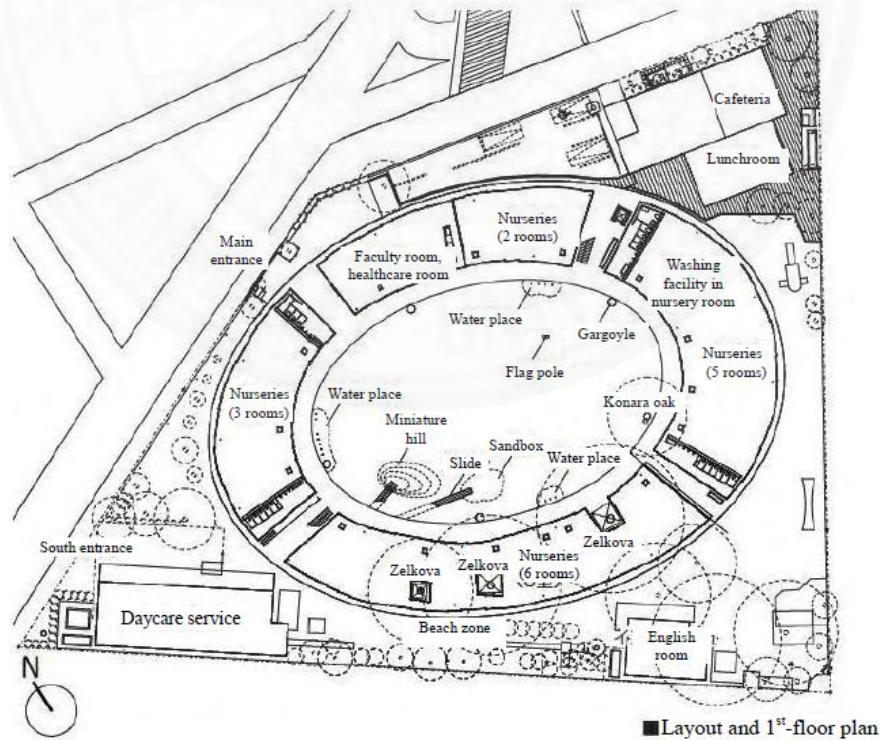 Cafeteria
Lunchroom
Nurseries
(2 rooms)
Main
entrance
Faculty room,
healthcare room
Washing
facility in
nursery room
Water place
Gargoyle
Flag pole
Nurseries
(5 rooms)
Nurseries
(3 rooms)
Water place
Konara oak
Miniature
hill
Sandbox
Slide
Water place
South entrance
Zelkova
Zelkova
Nurseries
(6 rooms)
Zelkova
Daycare service
Beach zone
English
room
N
■Layout and 1st-floor plan